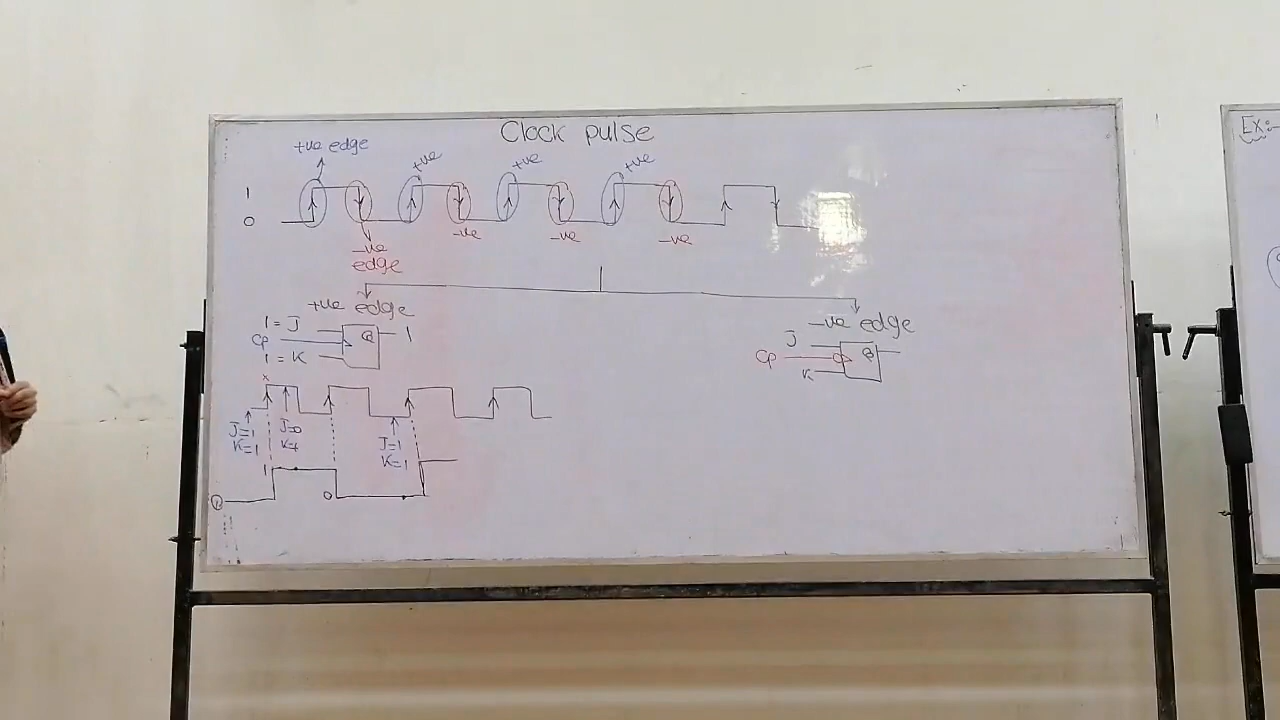 Clock pulse
+ve edge
+ve
+ve
+ve
1
0
-ve
edge
-ve
-ve
-ve
+ve edge
1 = J
Cp
1 = K
Q
1
-ve edge
J
Cp
K
Q
x
J=1
K=1
J=0
K=1
J=1
K=1
1
0
EX:-